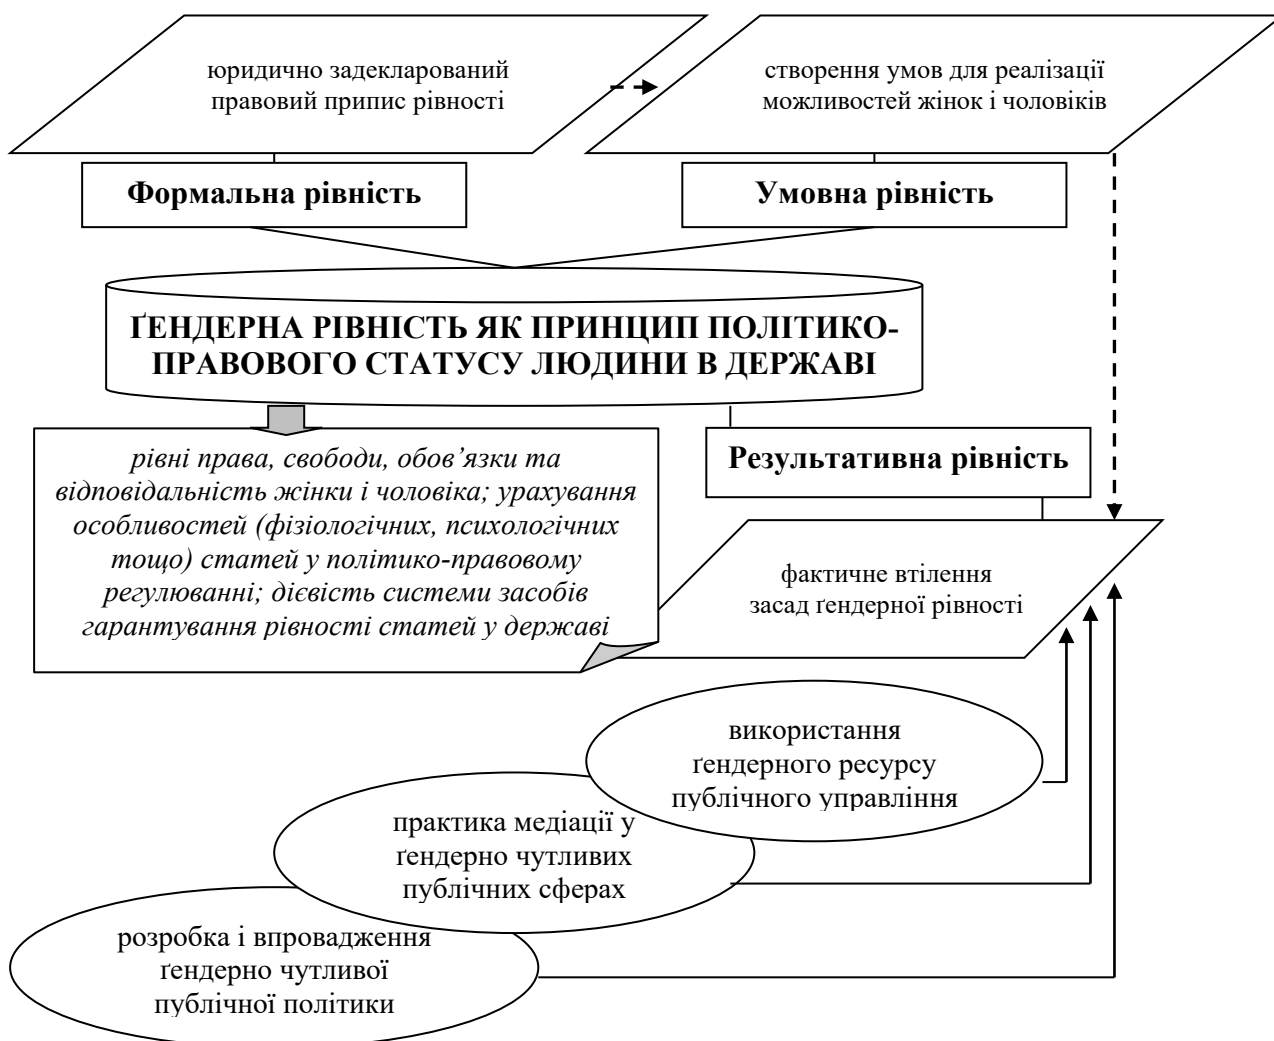 юридично задекларований
правовий припис рівності
створення умов для реалізації
можливостей жінок і чоловіків
Формальна рівність
Умовна рівність
ҐЕНДЕРНА РІВНІСТЬ ЯК ПРИНЦИП ПОЛІТИКО-
ПРАВОВОГО СТАТУСУ ЛЮДИНИ В ДЕРЖАВІ
рівні права, свободи, обов’язки та
відповідальність жінки і чоловіка; урахування
особливостей (фізіологічних, психологічних
тощо) статей у політико-правовому
регулюванні; дієвість системи засобів
гарантування рівності статей у державі
Результативна рівність
фактичне втілення
засад ґендерної рівності
використання
ґендерного ресурсу
публічного управління
практика медіації у
ґендерно чутливих
публічних сферах
розробка і впровадження
ґендерно чутливої
публічної політики